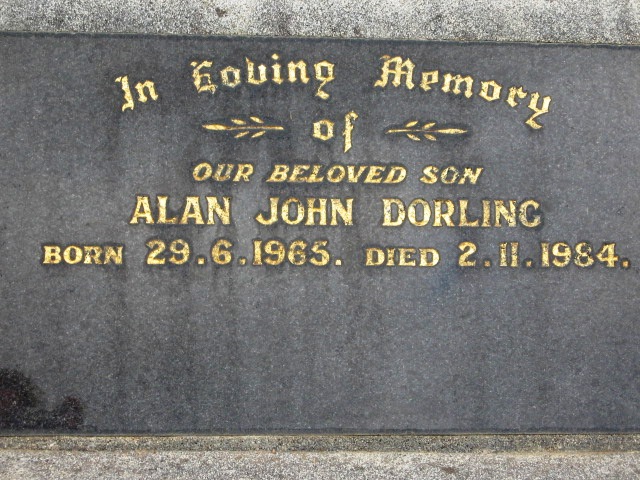 In Loving Memory
of
OUR BELOVED SON
ALAN JOHN DORLING
BORN 29.6.1965. DIED 2.11.1984.